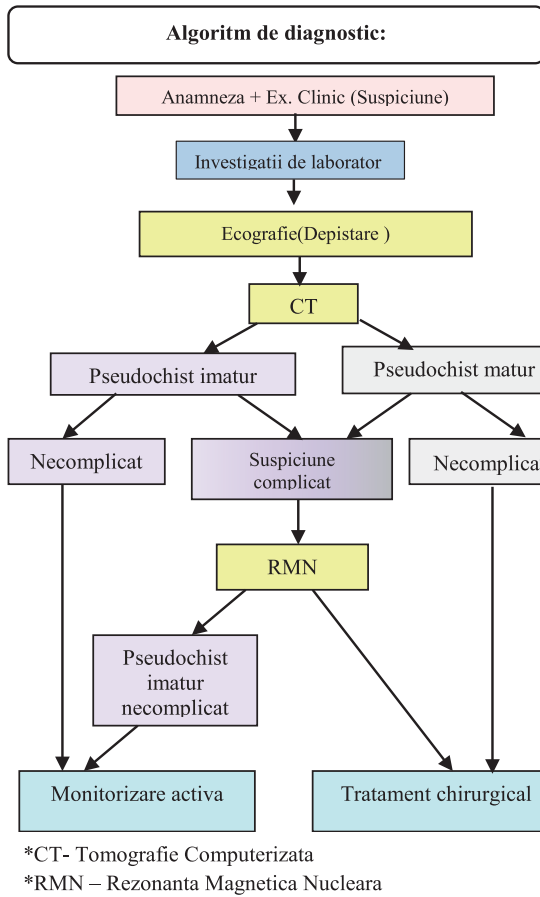 Algoritm de diagnostic:
Anamneza + Ex. Clinic (Suspiciune)
Investigatii de laborator
Ecografie(Depistare )
CT
Pseudochist imatur
Pseudochist matur
Necomplicat
Suspiciune
complicat
Necomplica
RMN
Pseudochist
imatur
necomplicat
Monitorizare activa
Tratament chirurgical
*CT- Tomografie Computerizata
*RMN – Rezonanta Magnetica Nucleara